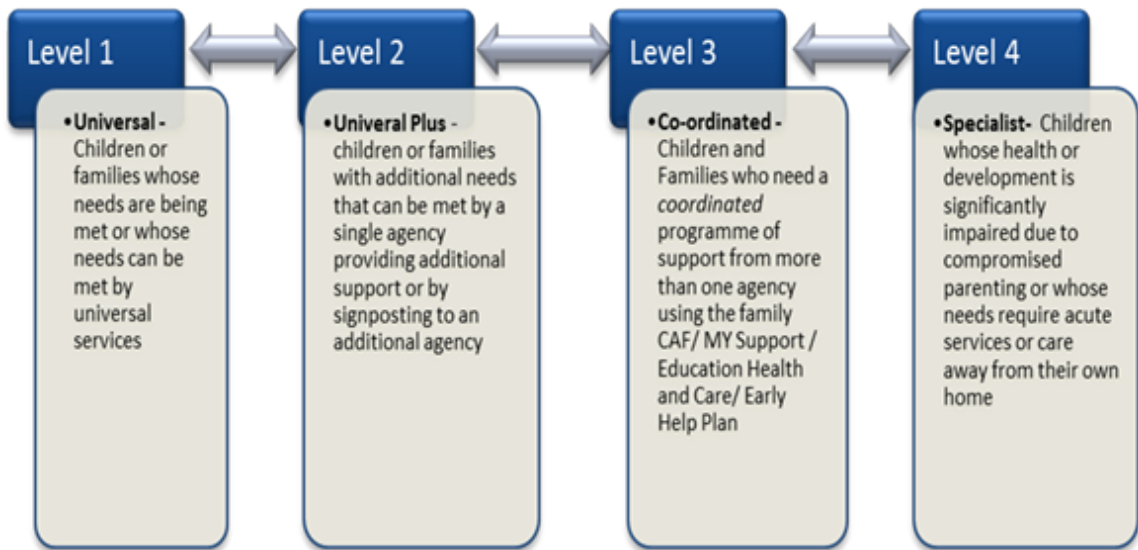 Level 1
•Universal -
Children or
families whose
needs are being
met or whose
needs can be
met by
universal
services
Level 2
•Univeral Plus -
children or families
with additional needs
that can be met by a
single agency
providing additional
support or by
signposting to an
additional agency
Level 3
•Co-ordinated -
Children and
Families who need a
coordinated
programme of
support from more
than one agency
using the family
CAF/ MY Support /
Education Health
and Care/ Early
Help Plan
Level 4
•Specialist- Children
whose health or
development is
significantly
impaired due to
compromised
parenting or whose
needs require acute
services or care
away from their own
home